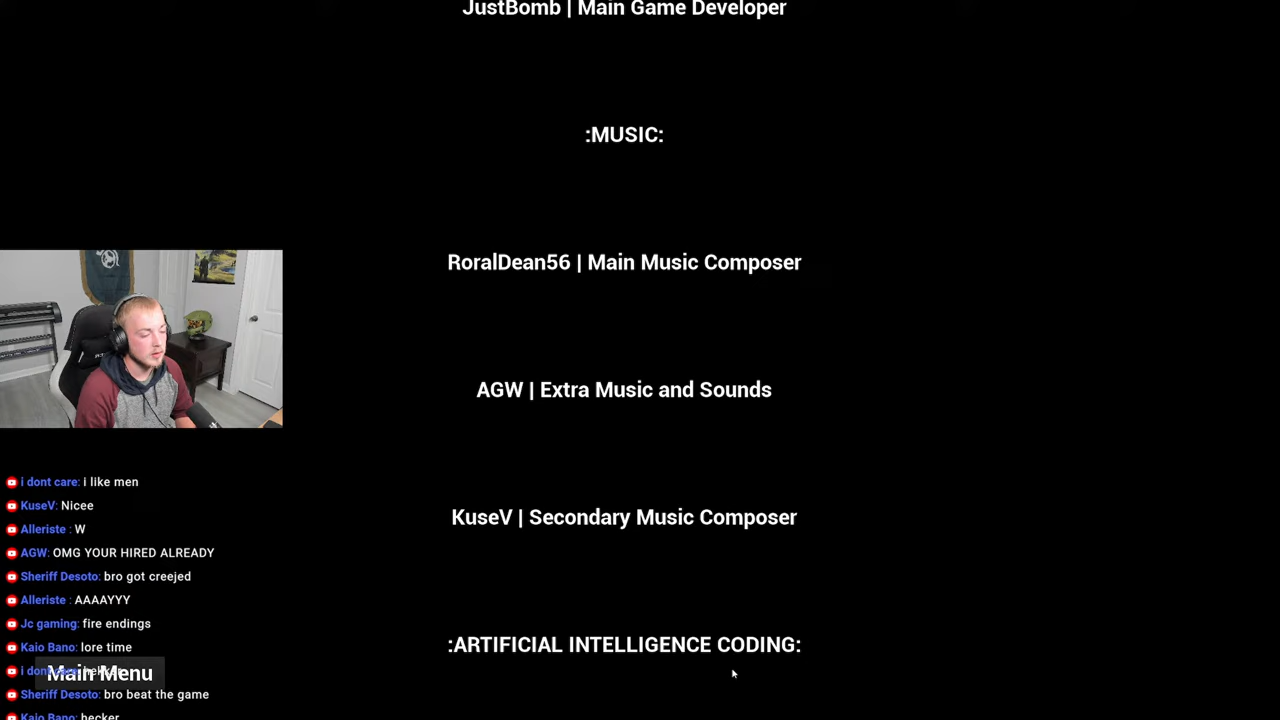 JustBomb | Main Game Developer
:MUSIC:
RoralDean56 | Main Music Composer
AGW | Extra Music and Sounds
KuseV | Secondary Music Composer
:ARTIFICIAL INTELLIGENCE CODING:
i dont care: i like men
KuseV: Nicee
Alleriste : W
AGW: OMG YOUR HIRED ALREADY
Sheriff Desoto: bro got creejed
Alleriste : AAAAYYY
Jc gaming: fire endings
Kaio Bano: lore time
i dont care:
Main Menu
Sheriff Desoto: bro beat the game
Kaio Bano: hecker